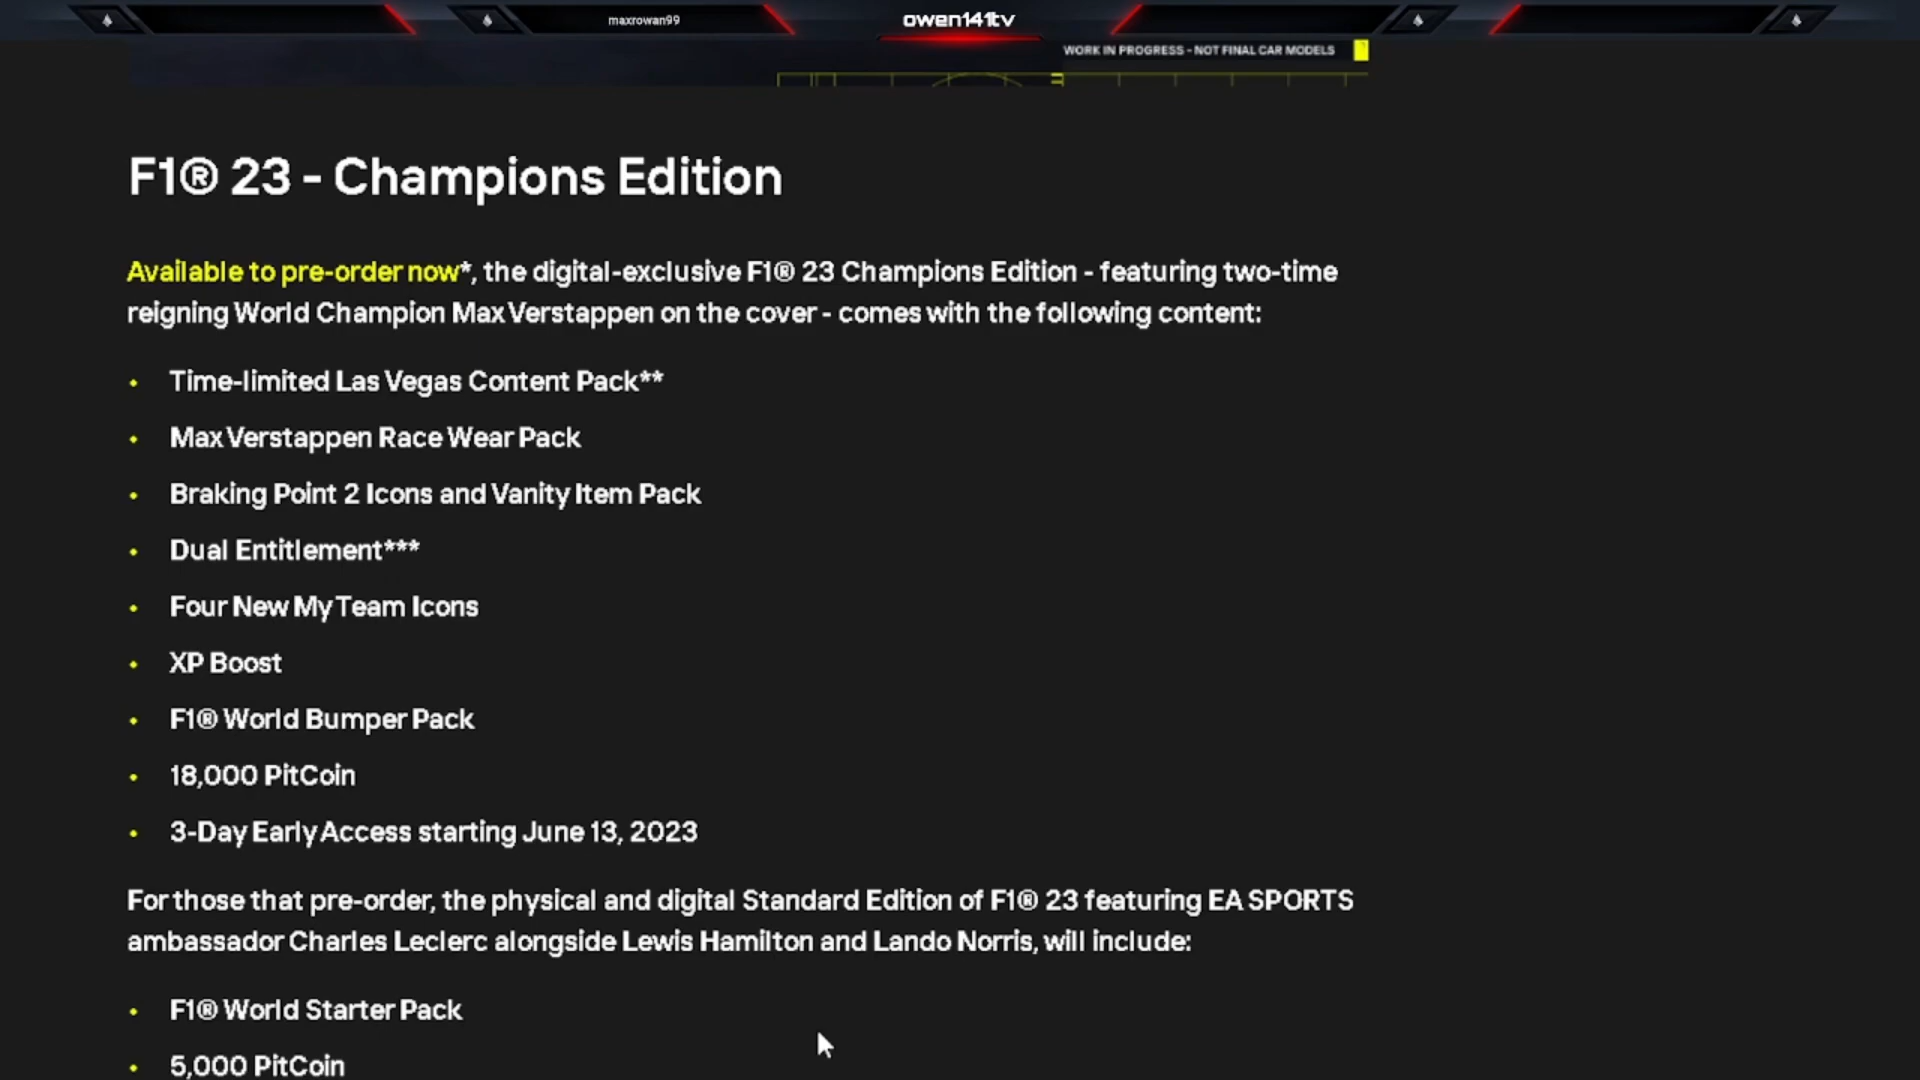 maxrowan99
owen141tv
WORK IN PROGRESS - NOT FINAL CAR MODELS
F1® 23 - Champions Edition
Available to pre-order now*, the digital-exclusive F1® 23 Champions Edition - featuring two-time
reigning World Champion Max Verstappen on the cover - comes with the following content:
• Time-limited Las Vegas Content Pack**
• Max Verstappen Race Wear Pack
• Braking Point 2 Icons and Vanity Item Pack
• Dual Entitlement***
• Four New My Team Icons
• XP Boost
• F1® World Bumper Pack
• 18,000 PitCoin
• 3-Day Early Access starting June 13, 2023
For those that pre-order, the physical and digital Standard Edition of F1® 23 featuring EA SPORTS
ambassador Charles Leclerc alongside Lewis Hamilton and Lando Norris, will include:
• F1® World Starter Pack
• 5,000 PitCoin